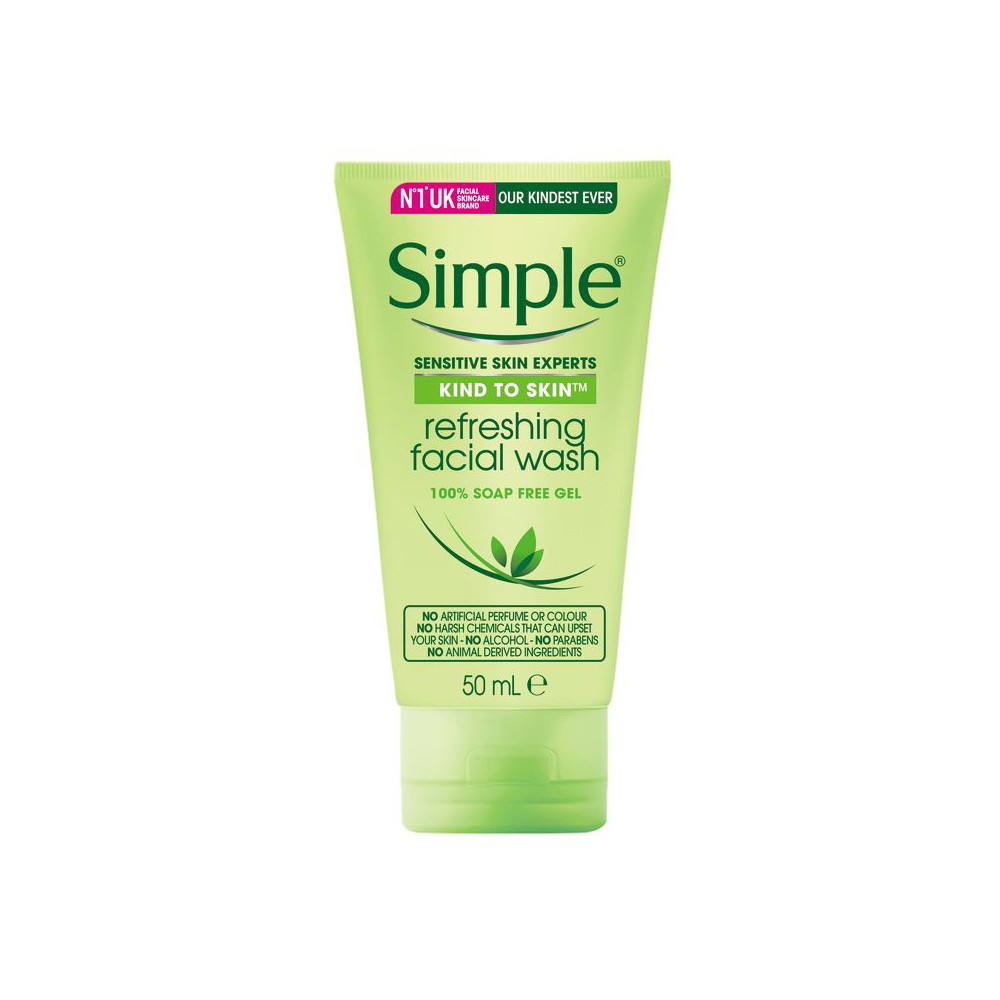 N°1* UK FACIAL SKINCARE BRAND OUR KINDEST EVER
Simple®
SENSITIVE SKIN EXPERTS
KIND TO SKIN™
refreshing
facial wash
100% SOAP FREE GEL
NO ARTIFICIAL PERFUME OR COLOUR
NO HARSH CHEMICALS THAT CAN UPSET
YOUR SKIN - NO ALCOHOL - NO PARABENS
NO ANIMAL DERIVED INGREDIENTS
50 mL ℮